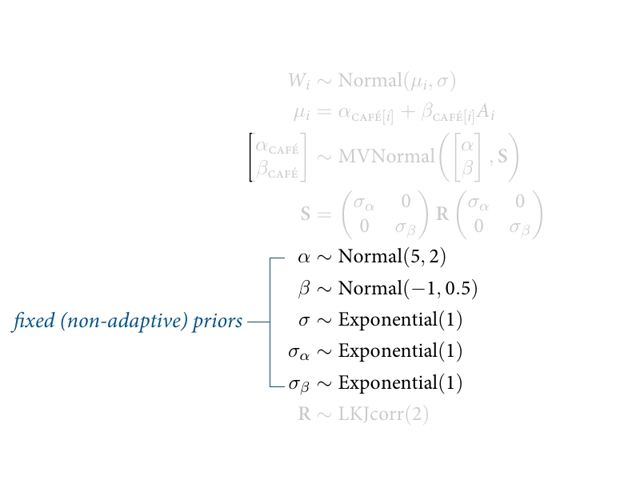 W_i ∼ Normal(μ_i, σ)
μ_i = α_CAFÉ[i] + β_CAFÉ[i] A_i
[α_CAFÉ β_CAFÉ] ∼ MVNormal([α β], S)
S = (σ_α 0 0 σ_β) R (σ_α 0 0 σ_β)
α ∼ Normal(5, 2)
β ∼ Normal(−1, 0.5)
fixed (non-adaptive) priors
σ ∼ Exponential(1)
σ_α ∼ Exponential(1)
σ_β ∼ Exponential(1)
R ∼ LKJcorr(2)